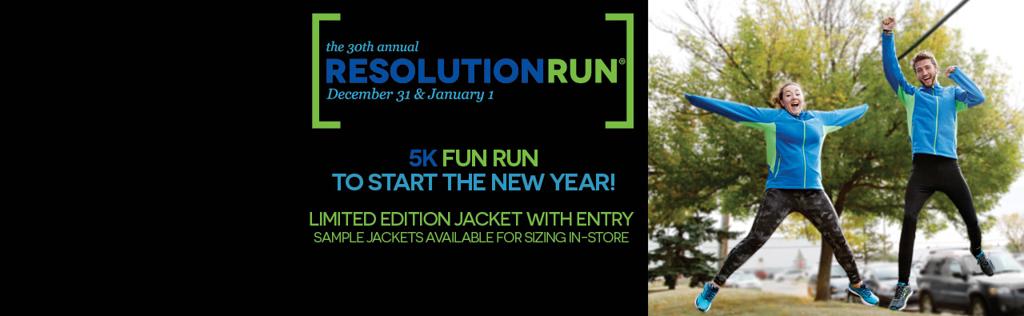 the 30th annual
RESOLUTIONRUN®
December 31 & January 1
5K FUN RUN
TO START THE NEW YEAR!
LIMITED EDITION JACKET WITH ENTRY
SAMPLE JACKETS AVAILABLE FOR SIZING IN-STORE